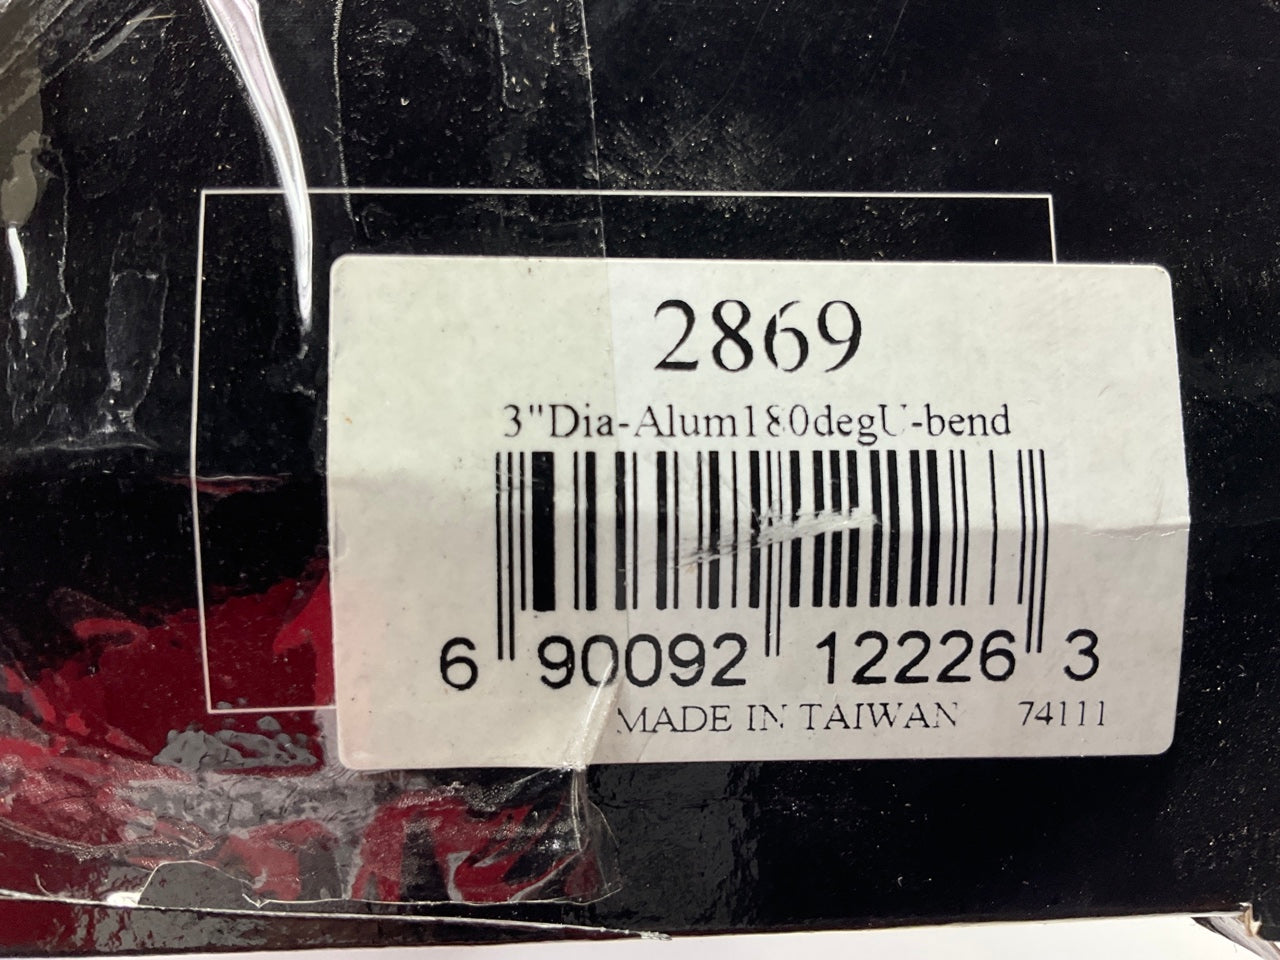 2869
3"Dia-Alum180degU-bend
6 90092 12226 3
MADE IN TAIWAN 74111